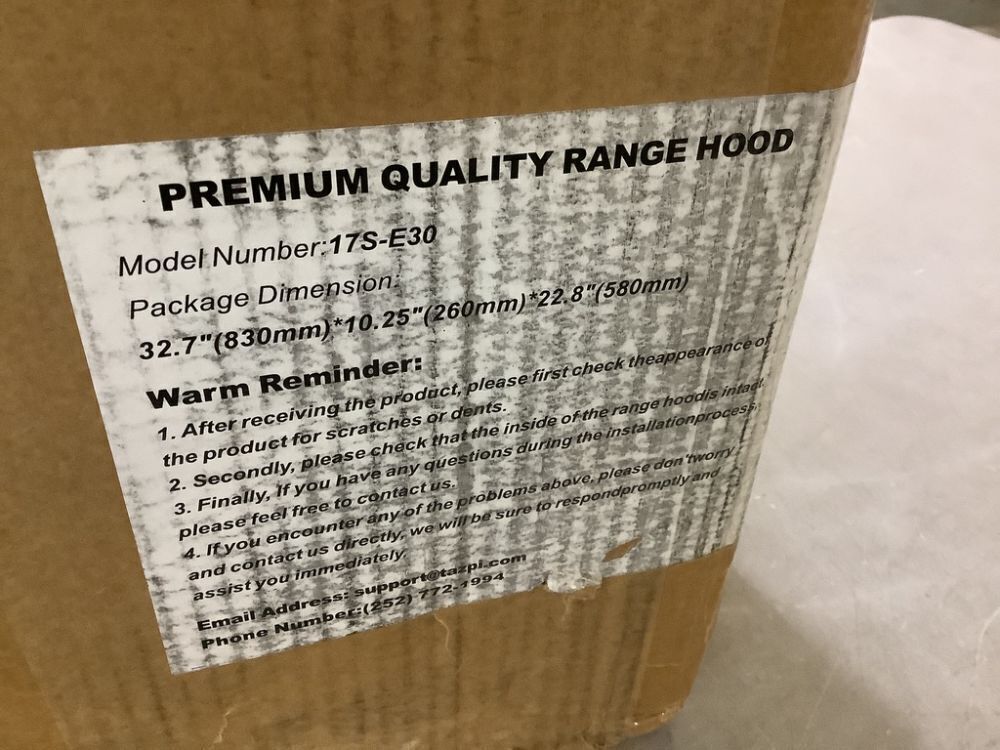 PREMIUM QUALITY RANGE HOOD
Model Number:17S-E30
Package Dimension:
32.7"(830mm)*10.25"(260mm)*22.8"(580mm)
Warm Reminder:
1. After receiving the product, please first check theappearance of
the product for scratches or dents.
2. Secondly, please check that the inside of the range hoodis intact.
3. Finally, If you have any questions during the installationprocess,
please feel free to contact us.
4. If you encounter any of the problems above, please don'tworry
and contact us directly, we will be sure to respondpromptly and
assist you immediately.
Email Address: support@tazpi.com
Phone Number:(252) 772-1994